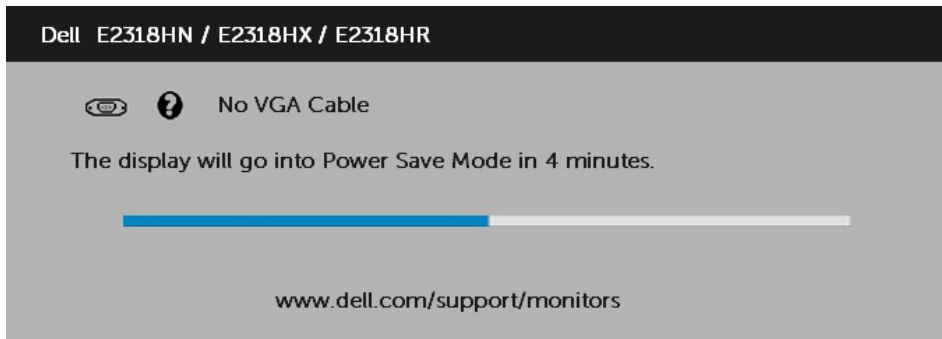 Dell E2318HN / E2318HX / E2318HR
? No VGA Cable
The display will go into Power Save Mode in 4 minutes.
www.dell.com/support/monitors